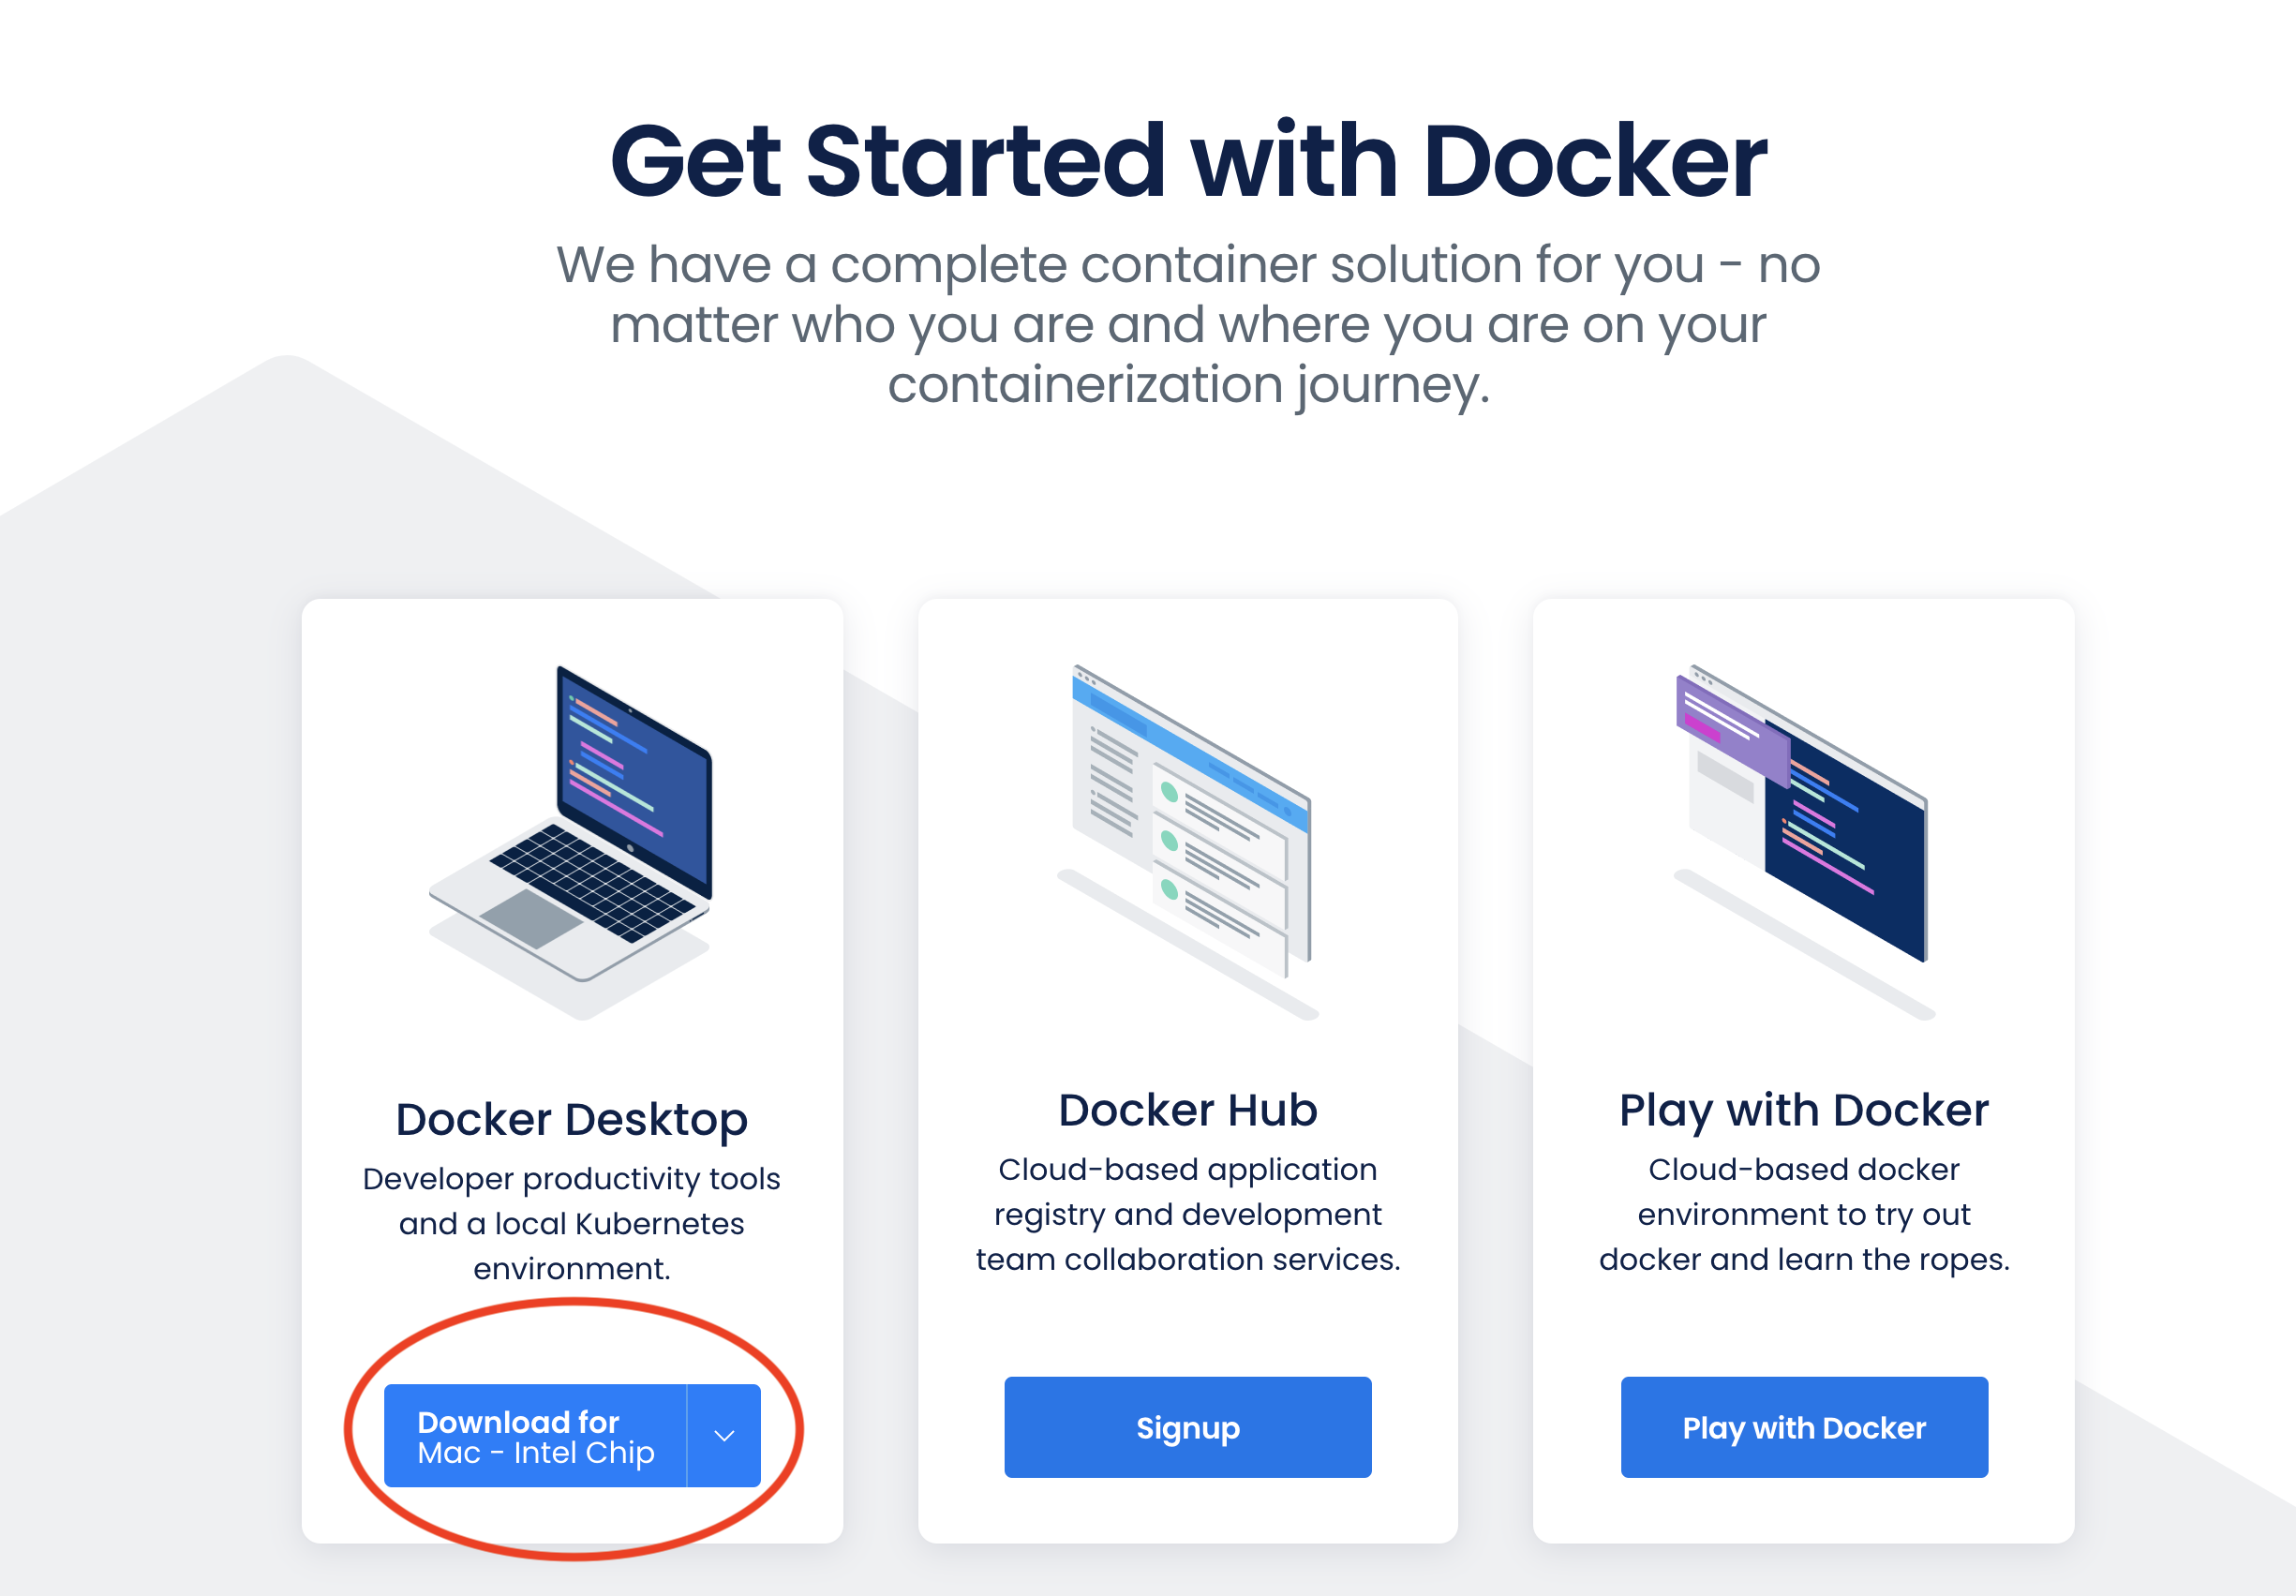 Get Started with Docker
We have a complete container solution for you - no
matter who you are and where you are on your
containerization journey.
Docker Desktop
Developer productivity tools
and a local Kubernetes
environment.
Download for
Mac - Intel Chip
Docker Hub
Cloud-based application
registry and development
team collaboration services.
Signup
Play with Docker
Cloud-based docker
environment to try out
docker and learn the ropes.
Play with Docker